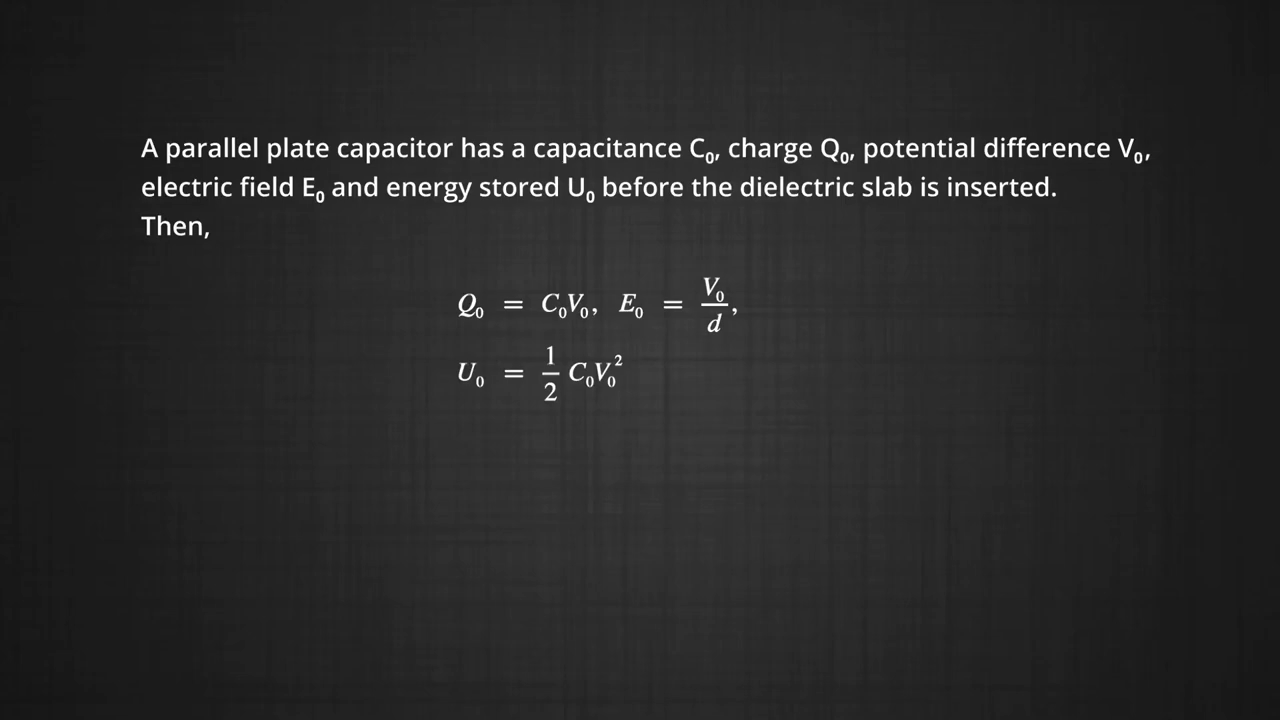 A parallel plate capacitor has a capacitance C₀, charge Q₀, potential difference V₀,
electric field E₀ and energy stored U₀ before the dielectric slab is inserted.
Then,
Q₀ = C₀V₀, E₀ = V₀/d,
U₀ = 1/2 C₀V₀²